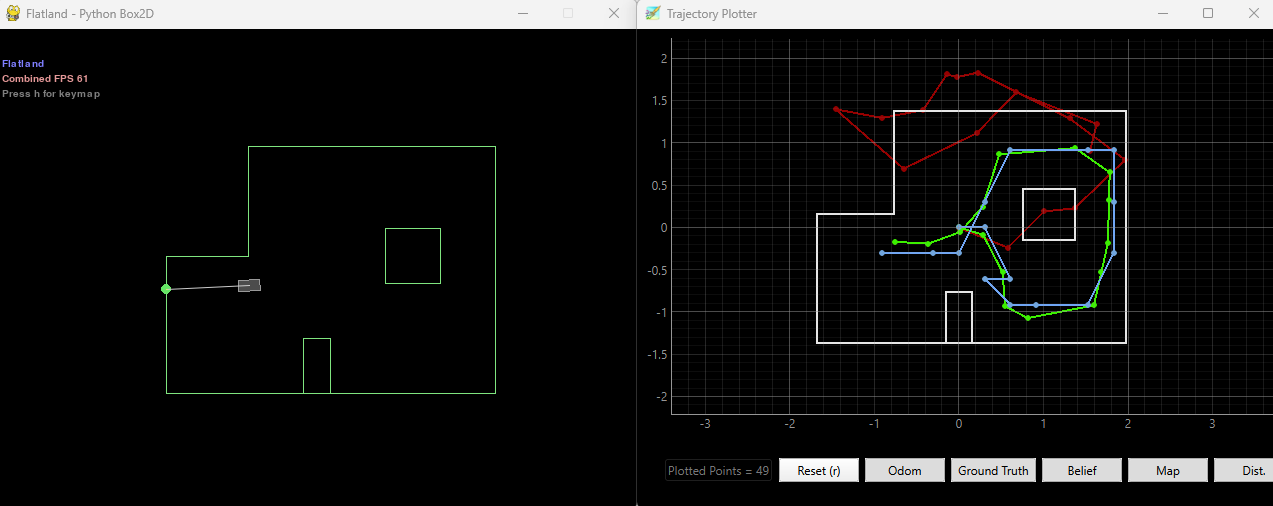 Flatland - Python Box2D
Flatland
Combined FPS 61
Press h for keymap
Trajectory Plotter
2
1.5
1
0.5
0
-0.5
-1
-1.5
-2
-3
-2
-1
0
1
2
3
Plotted Points = 49
Reset (r)
Odom
Ground Truth
Belief
Map
Dist.